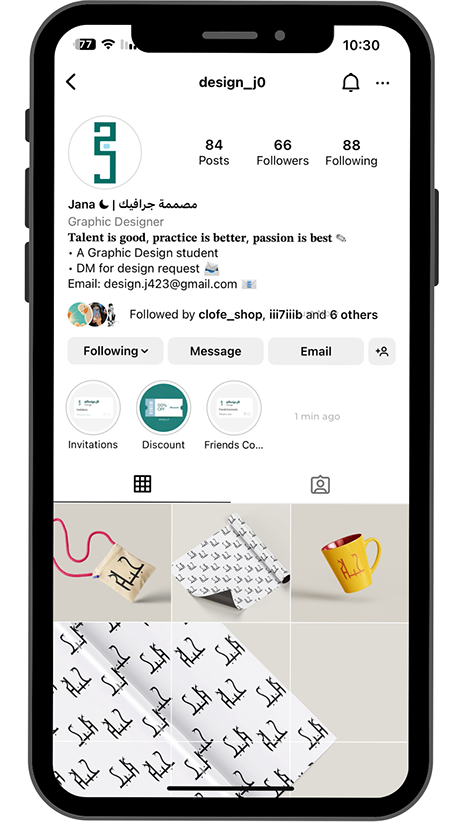 77
10:30
design_j0
84
66
88
Posts
Followers
Following
Jana | مصممة جرافيك
Graphic Designer
Talent is good, practice is better, passion is best
• A Graphic Design student
• DM for design request
Email: design.j423@gmail.com
Followed by clofe_shop, iii7iiib and 6 others
Following
Message
Email
1 min ago
Invitations
Discount
Friends Co...